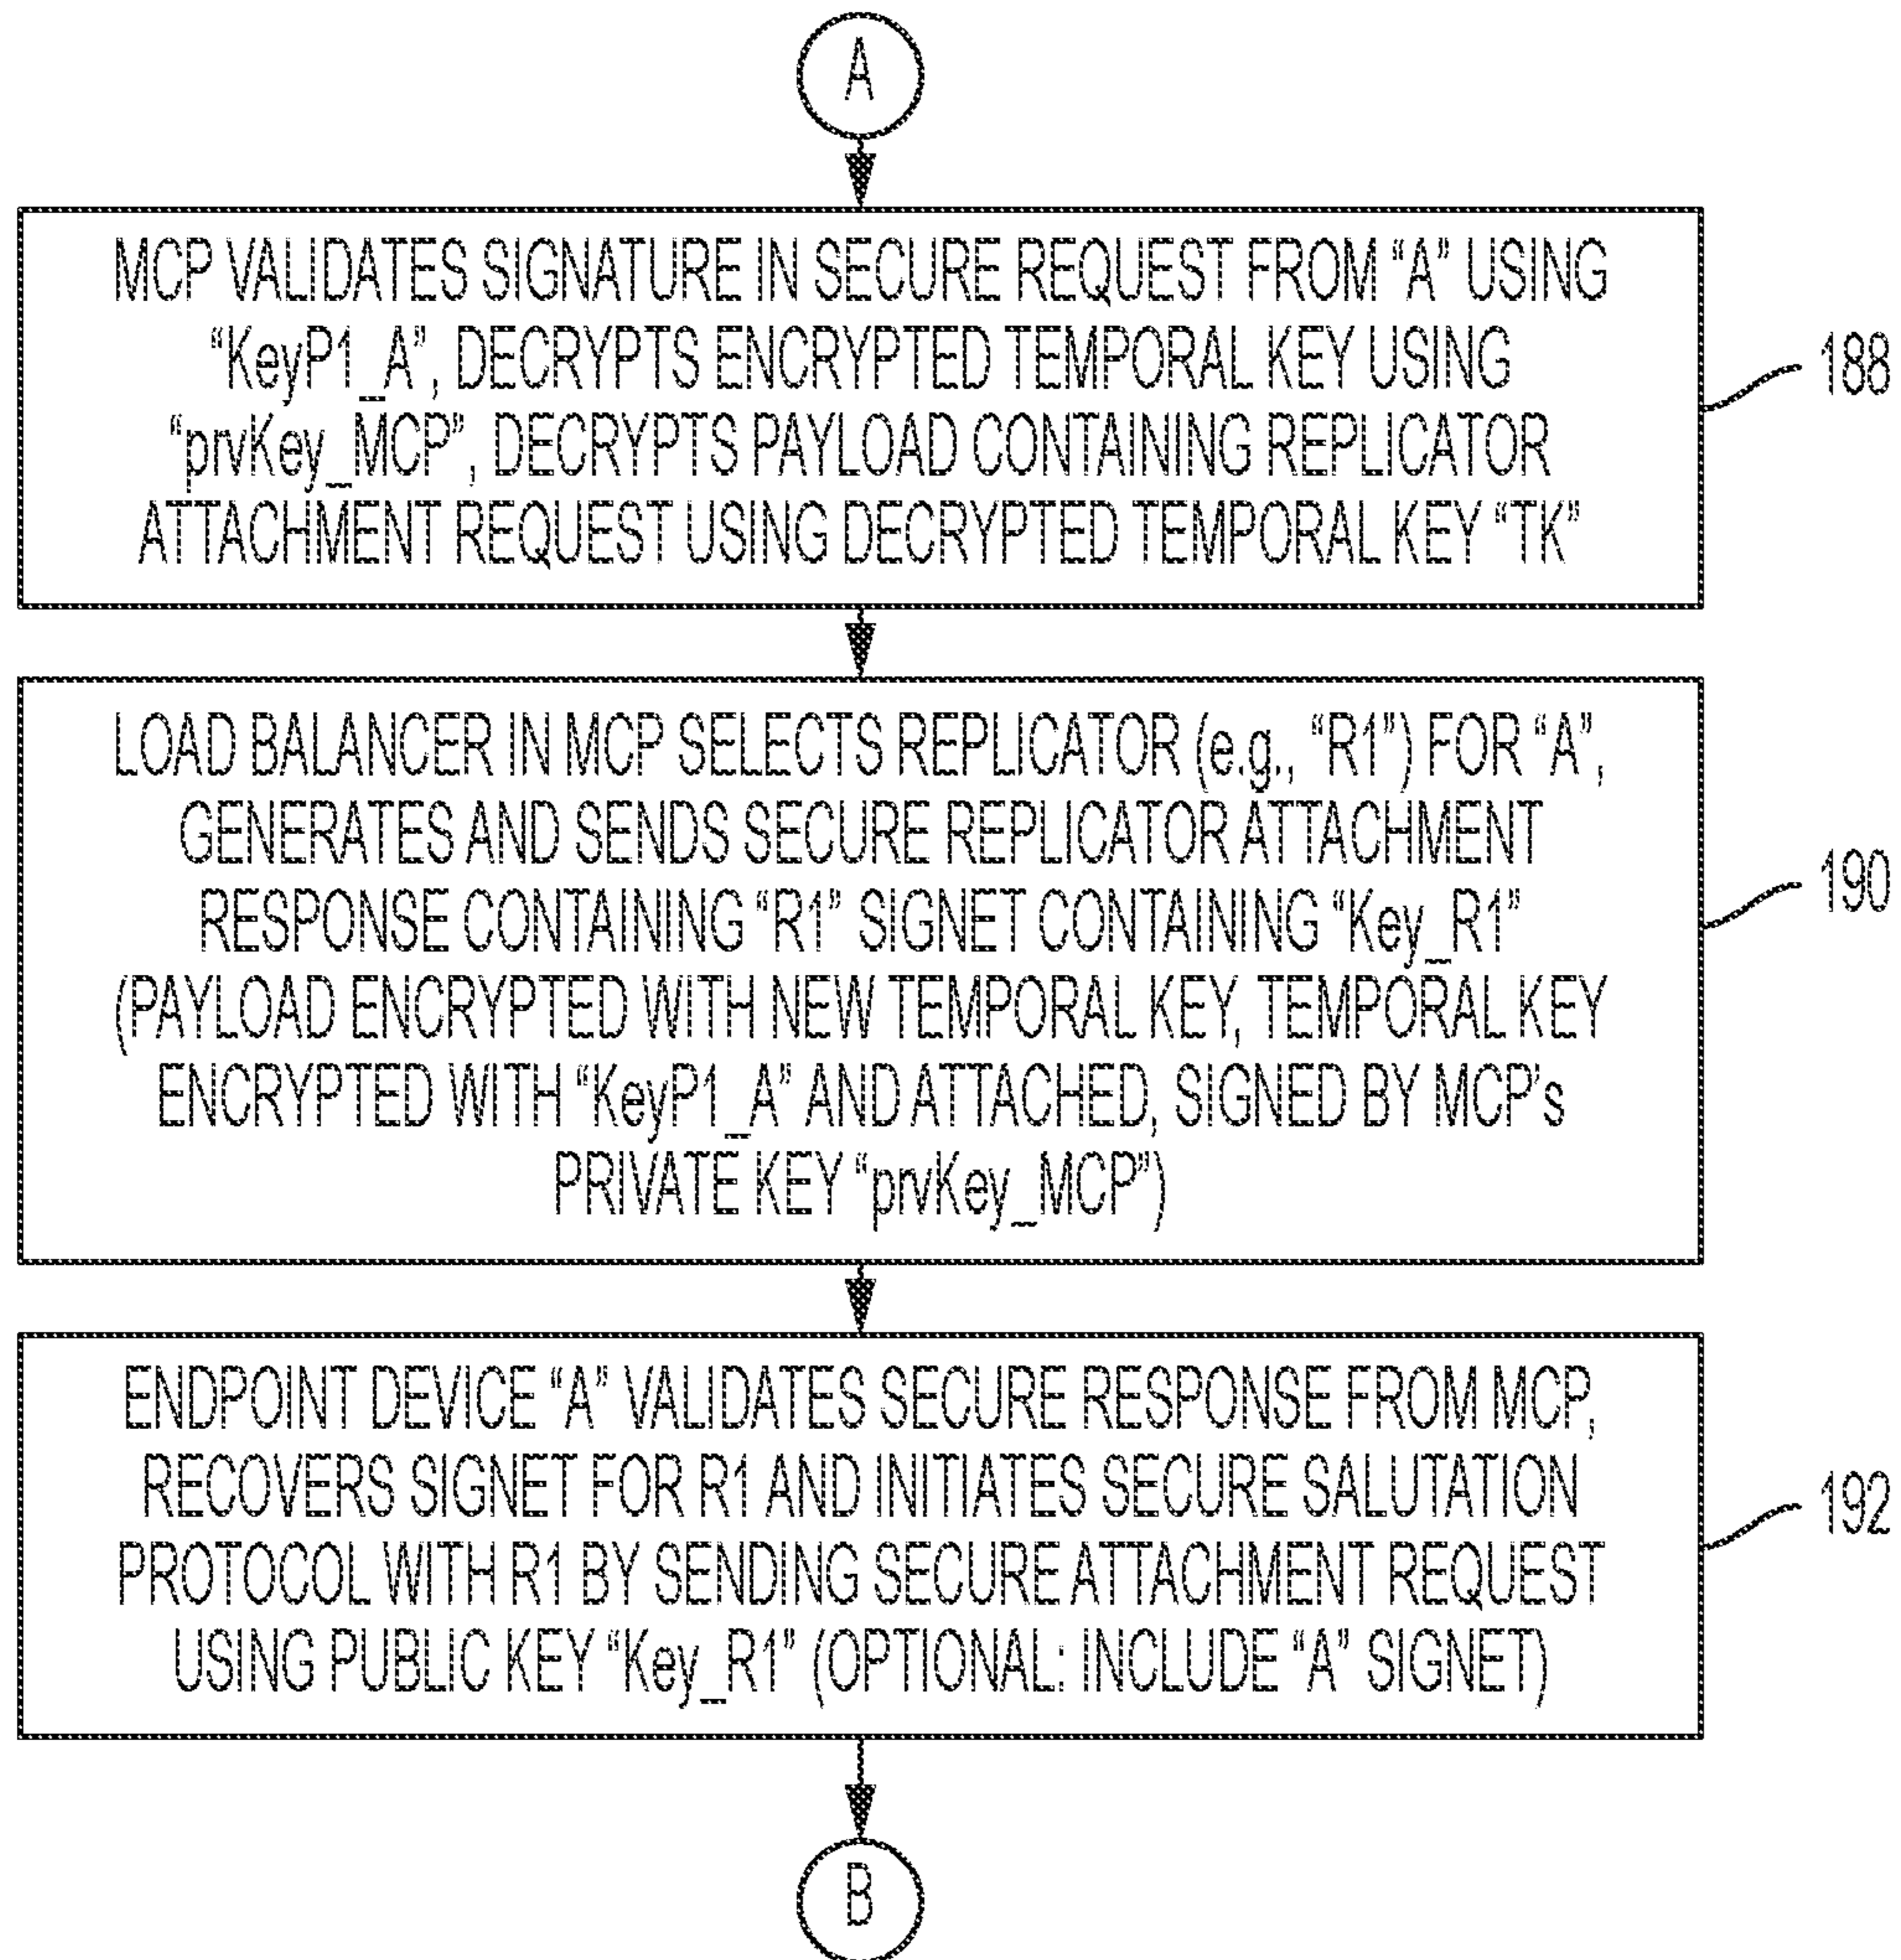 A
MCP VALIDATES SIGNATURE IN SECURE REQUEST FROM “A” USING
“KeyP1_A”, DECRYPTS ENCRYPTED TEMPORAL KEY USING
“prvKey_MCP”, DECRYPTS PAYLOAD CONTAINING REPLICATOR
ATTACHMENT REQUEST USING DECRYPTED TEMPORAL KEY “TK”
188
LOAD BALANCER IN MCP SELECTS REPLICATOR (e.g., “R1”) FOR “A”,
GENERATES AND SENDS SECURE REPLICATOR ATTACHMENT
RESPONSE CONTAINING “R1” SIGNET CONTAINING “Key_R1”
(PAYLOAD ENCRYPTED WITH NEW TEMPORAL KEY, TEMPORAL KEY
ENCRYPTED WITH “KeyP1_A” AND ATTACHED, SIGNED BY MCP’s
PRIVATE KEY “prvKey_MCP”)
190
ENDPOINT DEVICE “A” VALIDATES SECURE RESPONSE FROM MCP,
RECOVERS SIGNET FOR R1 AND INITIATES SECURE SALUTATION
PROTOCOL WITH R1 BY SENDING SECURE ATTACHMENT REQUEST
USING PUBLIC KEY “Key_R1” (OPTIONAL: INCLUDE “A” SIGNET)
192
B